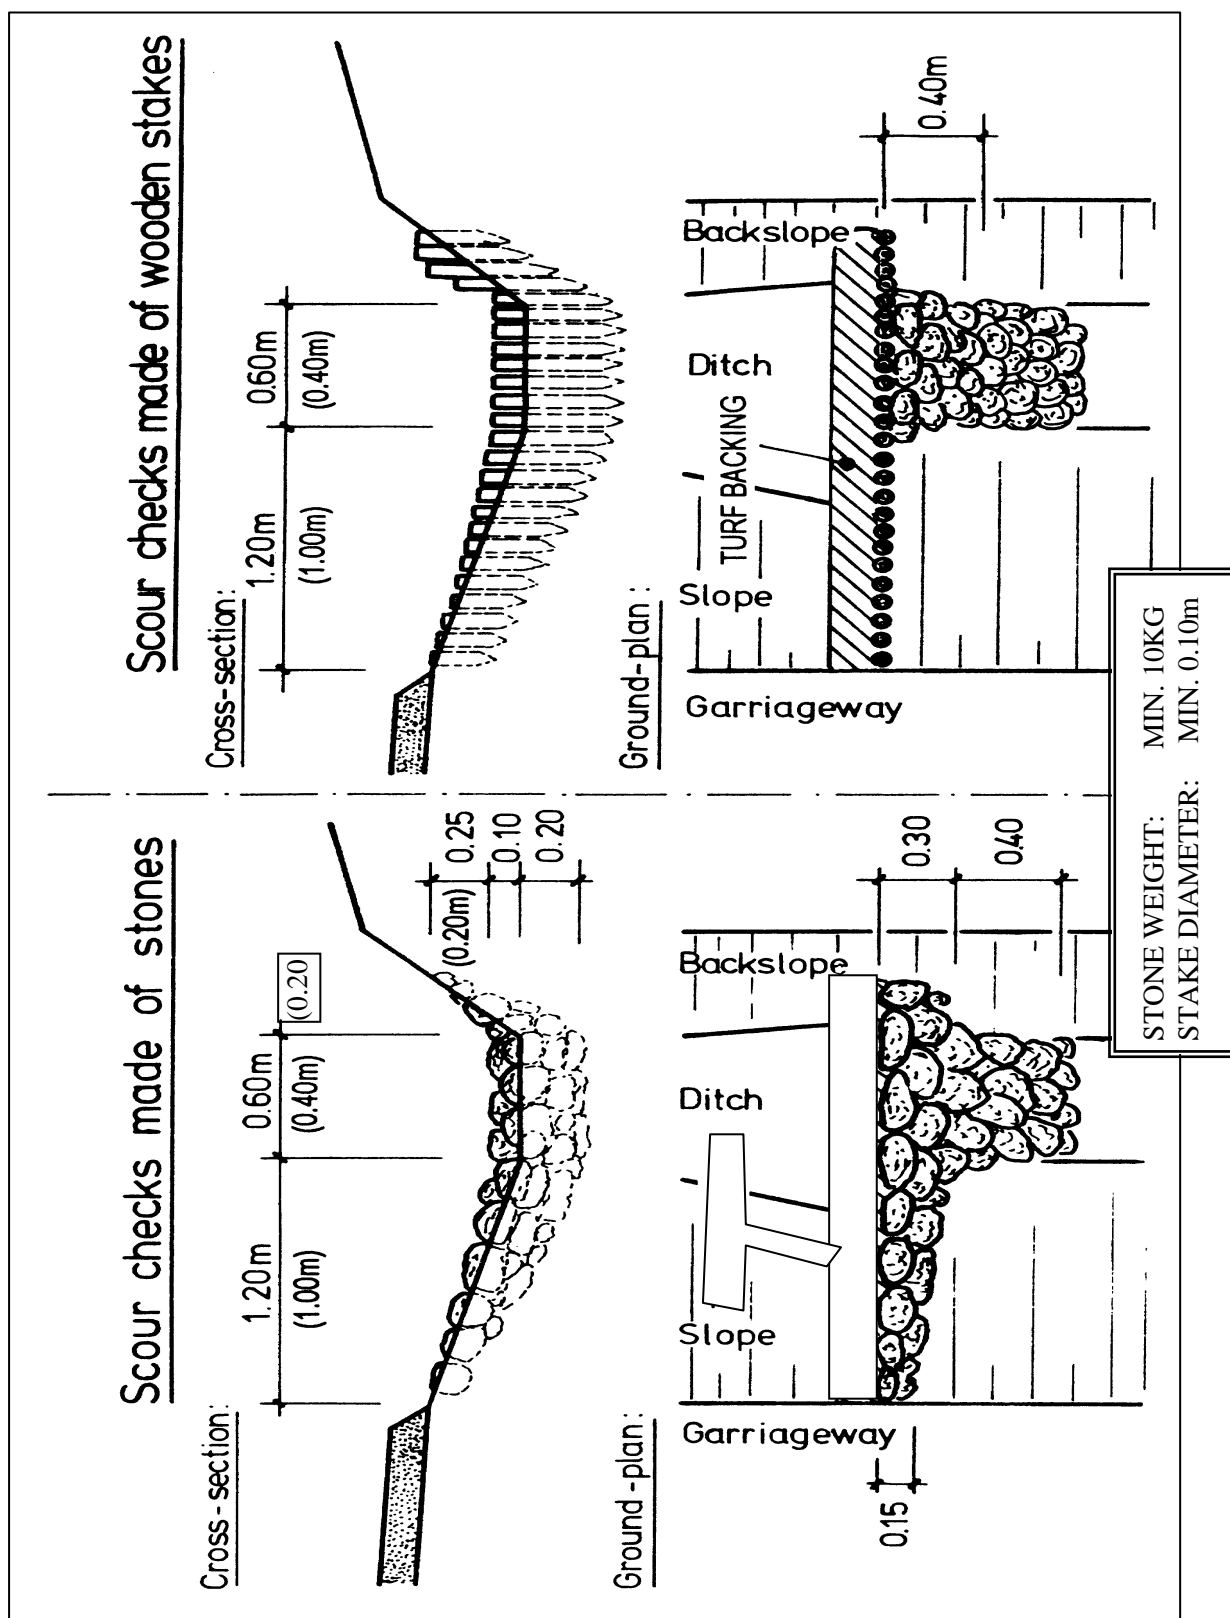 Scour checks made of stones
Cross-section:
1.20m
(1.00m)
0.60m
(0.40m)
(0.20
(0.20m)
0.25
0.10
0.20
Ground-plan:
Garriageway
Slope
Ditch
Backslope
0.15
0.30
0.40
Scour checks made of wooden stakes
Cross-section:
1.20m
(1.00m)
0.60m
(0.40m)
Ground-plan:
Garriageway
Slope
TURF BACKING
Ditch
Backslope
0.40m
STONE WEIGHT: MIN. 10KG
STAKE DIAMETER: MIN. 0.10m